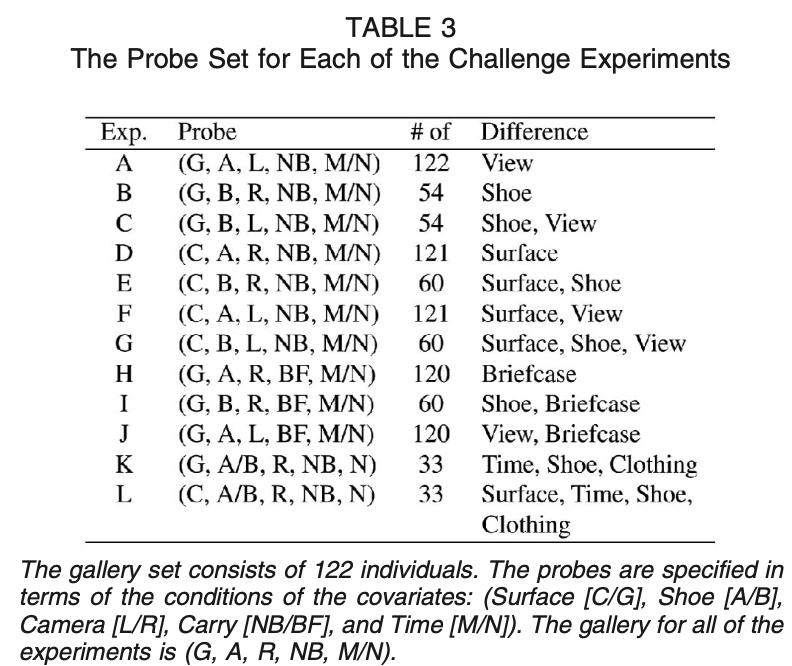 TABLE 3
The Probe Set for Each of the Challenge Experiments
Exp. Probe # of Difference
A (G, A, L, NB, M/N) 122 View
B (G, B, R, NB, M/N) 54 Shoe
C (G, B, L, NB, M/N) 54 Shoe, View
D (C, A, R, NB, M/N) 121 Surface
E (C, B, R, NB, M/N) 60 Surface, Shoe
F (C, A, L, NB, M/N) 121 Surface, View
G (C, B, L, NB, M/N) 60 Surface, Shoe, View
H (G, A, R, BF, M/N) 120 Briefcase
I (G, B, R, BF, M/N) 60 Shoe, Briefcase
J (G, A, L, BF, M/N) 120 View, Briefcase
K (G, A/B, R, NB, N) 33 Time, Shoe, Clothing
L (C, A/B, R, NB, N) 33 Surface, Time, Shoe,
Clothing
The gallery set consists of 122 individuals. The probes are specified in
terms of the conditions of the covariates: (Surface [C/G], Shoe [A/B],
Camera [L/R], Carry [NB/BF], and Time [M/N]). The gallery for all of the
experiments is (G, A, R, NB, M/N).